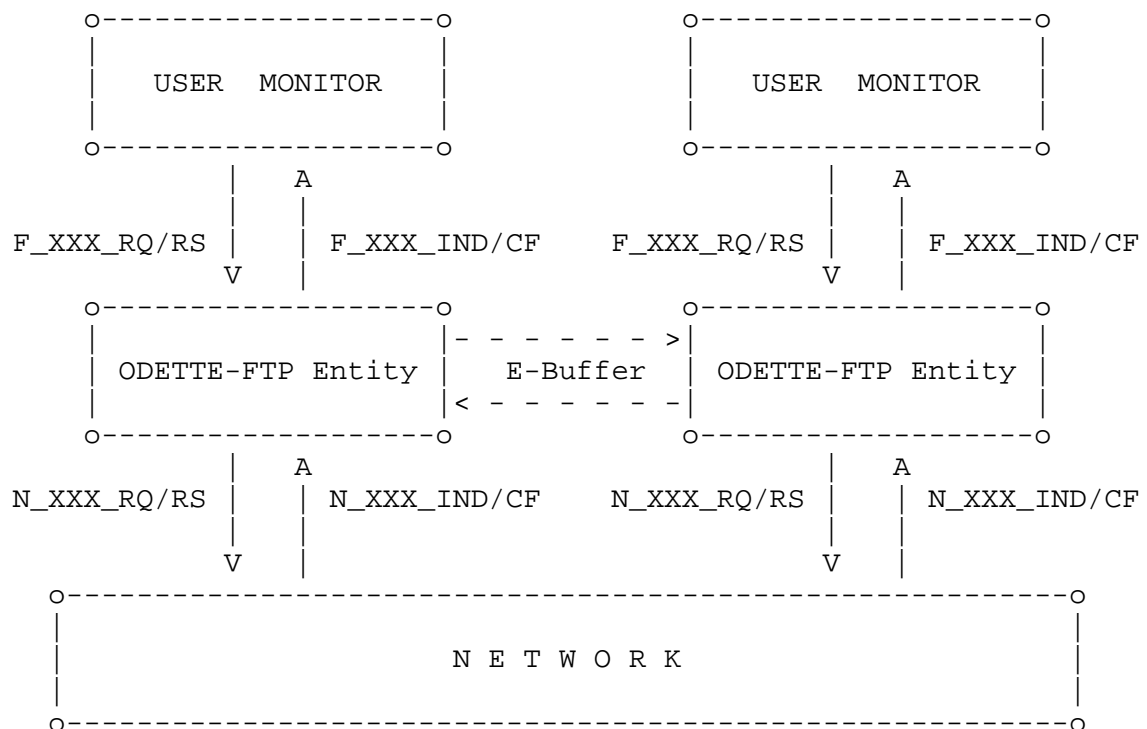 USER MONITOR USER MONITOR
A A
F_XXX_RQ/RS F_XXX_IND/CF F_XXX_RQ/RS F_XXX_IND/CF
V V
ODETTE-FTP Entity E-Buffer ODETTE-FTP Entity
A A
N_XXX_RQ/RS N_XXX_IND/CF N_XXX_RQ/RS N_XXX_IND/CF
V V
N E T W O R K